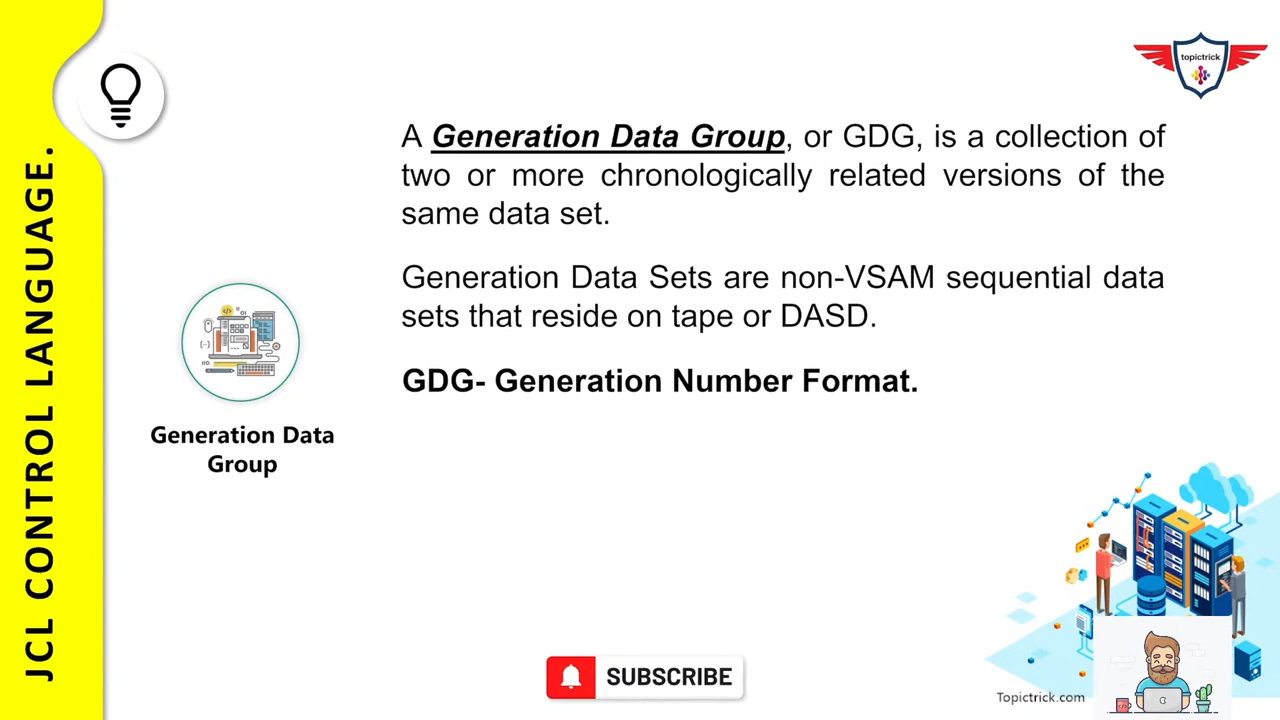 JCL CONTROL LANGUAGE.
topictrick
A Generation Data Group, or GDG, is a collection of
two or more chronologically related versions of the
same data set.
Generation Data Sets are non-VSAM sequential data
sets that reside on tape or DASD.
GDG- Generation Number Format.
Generation Data
Group
SUBSCRIBE
Topictrick.com